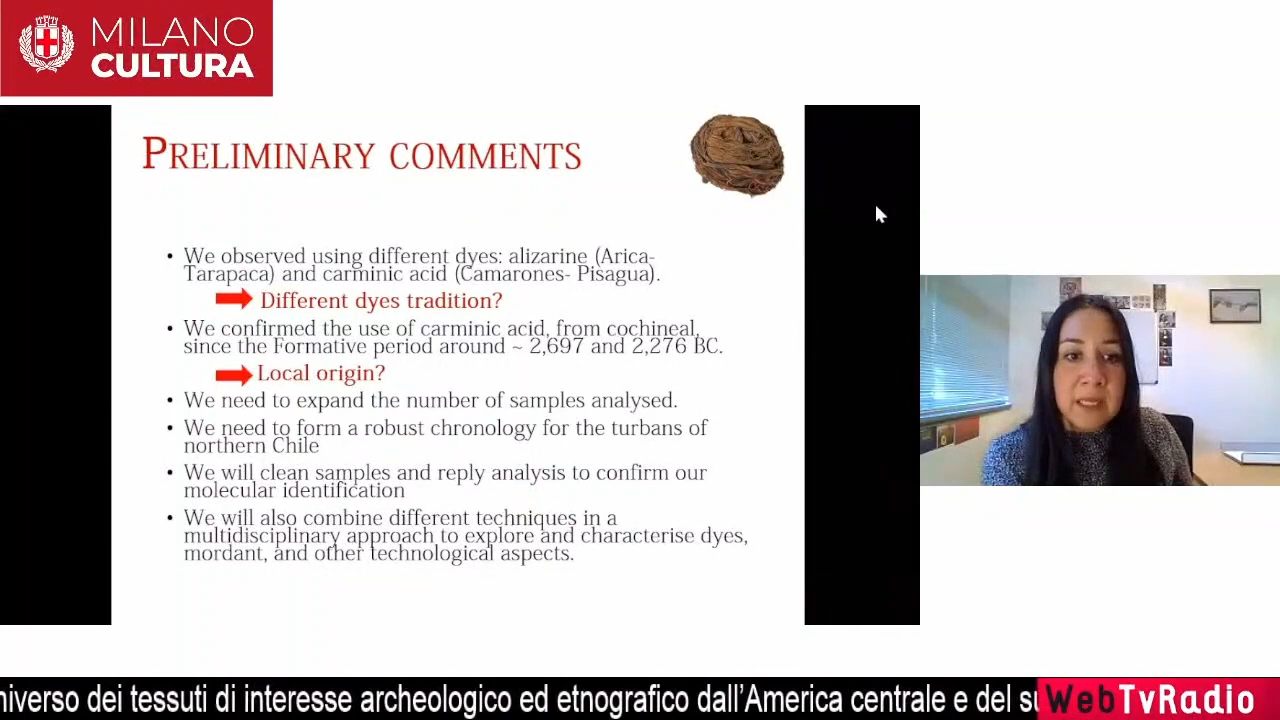 MILANO
CULTURA
PRELIMINARY COMMENTS
• We observed using different dyes: alizarine (Arica-
Tarapaca) and carminic acid (Camarones- Pisagua).
Different dyes tradition?
• We confirmed the use of carminic acid, from cochineal,
since the Formative period around ~ 2,697 and 2,276 BC.
Local origin?
• We need to expand the number of samples analysed.
• We need to form a robust chronology for the turbans of
northern Chile
• We will clean samples and reply analysis to confirm our
molecular identification
• We will also combine different techniques in a
multidisciplinary approach to explore and characterise dyes,
mordant, and other technological aspects.
niverso dei tessuti di interesse archeologico ed etnografico dall'America centrale e del su
WebTvRadio